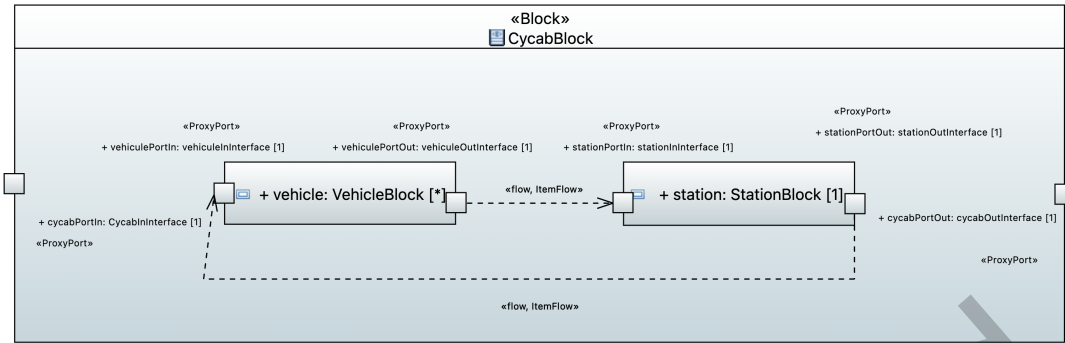 «Block»
CycabBlock
«ProxyPort»
+ vehiculePortIn: vehiculeInInterface [1]
«ProxyPort»
+ vehiculePortOut: vehiculeOutInterface [1]
«ProxyPort»
+ stationPortIn: stationInInterface [1]
«ProxyPort»
+ stationPortOut: stationOutInterface [1]
+ vehicle: VehicleBlock [*]
«flow, ItemFlow»
+ station: StationBlock [1]
+ cycabPortIn: CycabInInterface [1]
«ProxyPort»
+ cycabPortOut: cycabOutInterface [1]
«ProxyPort»
«flow, ItemFlow»